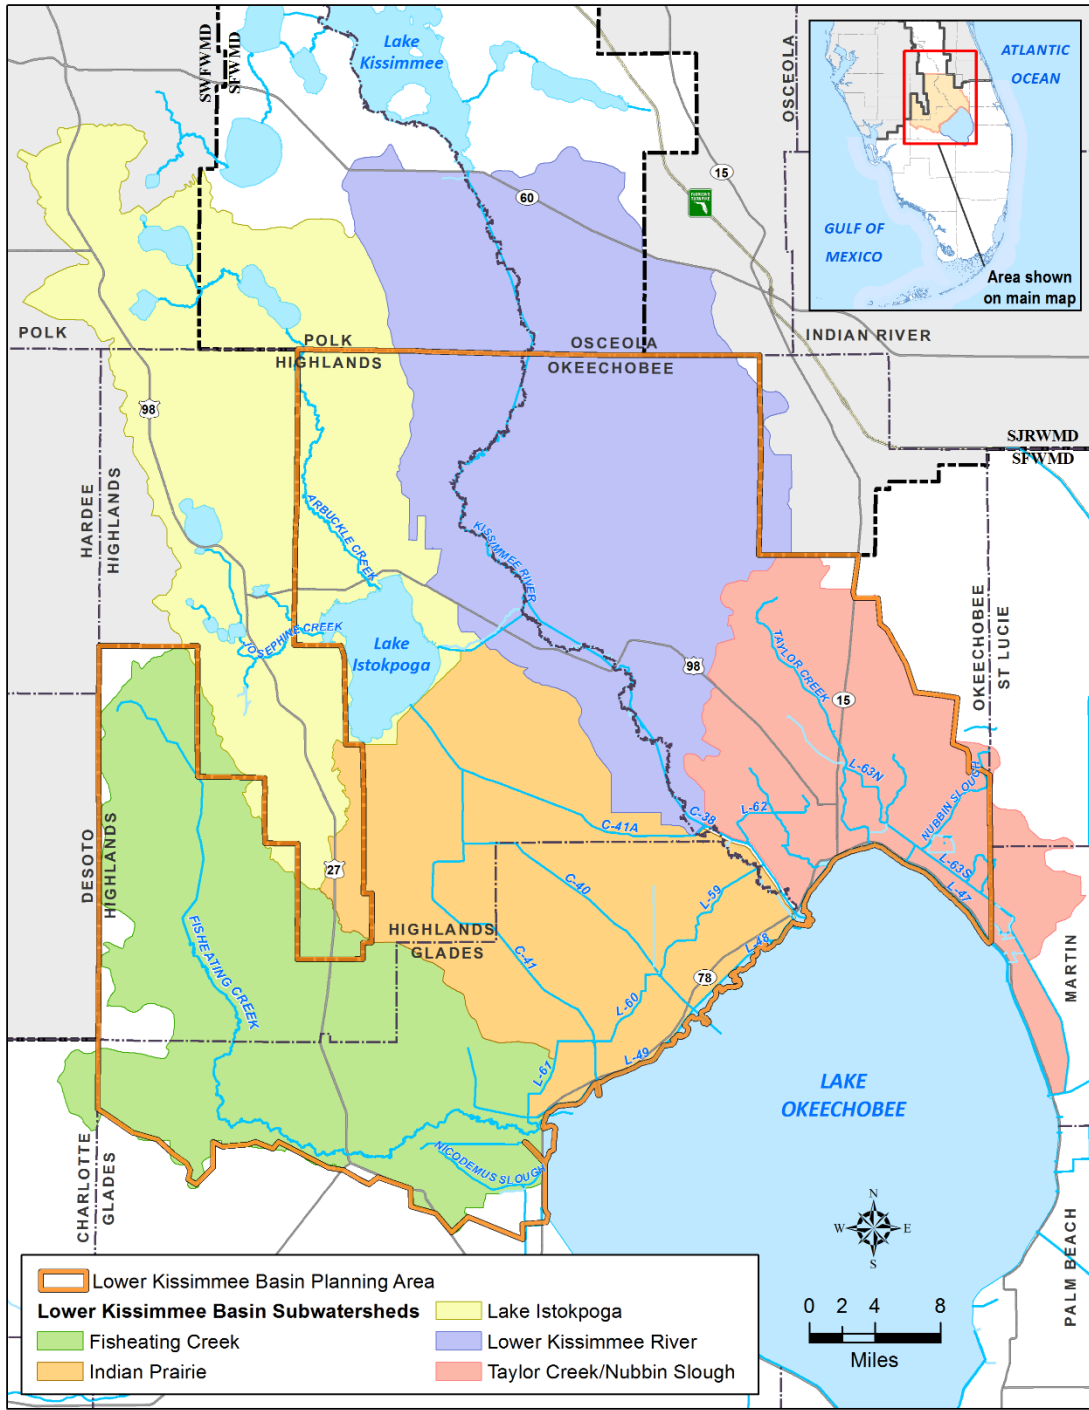 Lake
Kissimmee
SWFWMD
SFWMD
OSCEOLA
ATLANTIC
OCEAN
GULF OF
MEXICO
Area shown
on main map
15
60
POLK
POLK
HIGHLANDS
OSCEOLA
OKEECHOBEE
INDIAN RIVER
98
SJRWMD
SFWMD
HARDEE
HIGHLANDS
ARBUCKLE CREEK
KISSIMMEE RIVER
JOSEPHINE CREEK
Lake
Istokpoga
98
TAYLOR CREEK
15
OKEECHOBEE
ST LUCIE
L-63N
NUBBIN SLOUGH
L-62
C-38
C-41A
L-63S
L-47
DESOTO
HIGHLANDS
27
C-40
L-59
FISHEATING CREEK
HIGHLANDS
GLADES
C-41
L-48
78
L-60
L-49
L-61
MARTIN
LAKE
OKEECHOBEE
CHARLOTTE
GLADES
NICODEMUS SLOUGH
N
W
E
S
PALM BEACH
Lower Kissimmee Basin Planning Area
Lower Kissimmee Basin Subwatersheds
Fisheating Creek
Indian Prairie
Lake Istokpoga
Lower Kissimmee River
Taylor Creek/Nubbin Slough
0 2 4 8
Miles